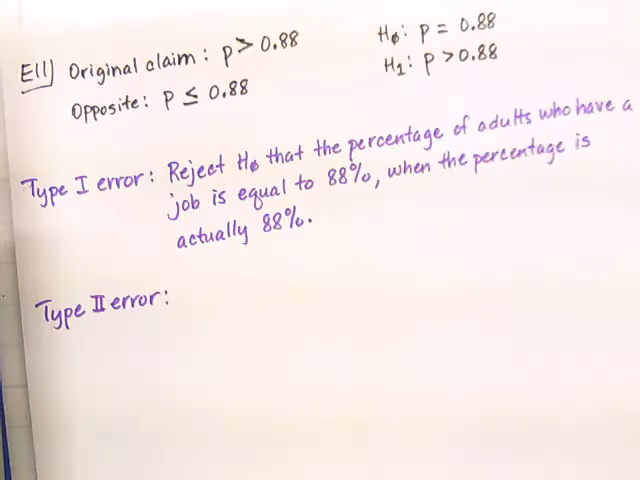 E11) Original claim: p > 0.88
Opposite: p ≤ 0.88
H₀: p = 0.88
H₁: p > 0.88
Type I error: Reject H₀ that the percentage of adults who have a
job is equal to 88%, when the percentage is
actually 88%.
Type II error: